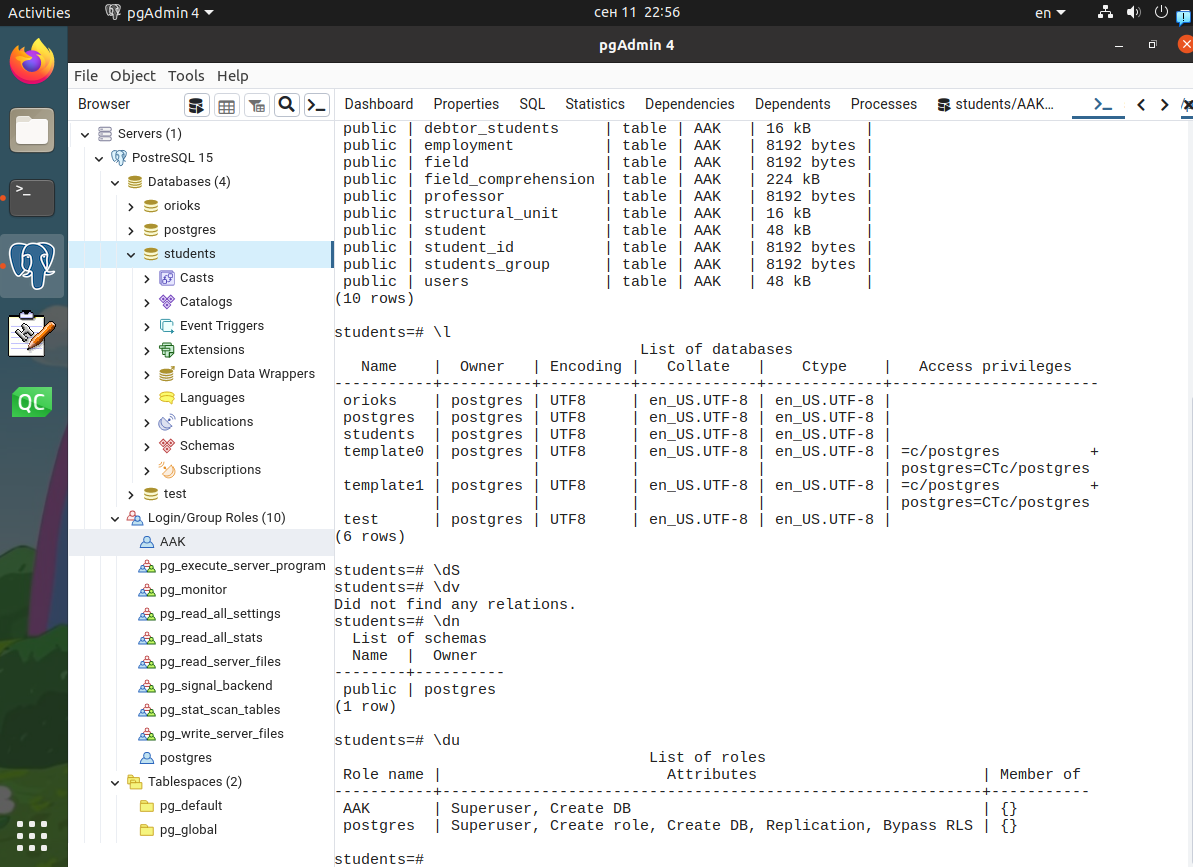 Activities
pgAdmin 4
сен 11 22:56
en
pgAdmin 4
File Object Tools Help
Browser
Dashboard Properties SQL Statistics Dependencies Dependents Processes students/AAK...
Servers (1)
PostreSQL 15
Databases (4)
orioks
postgres
students
Casts
Catalogs
Event Triggers
Extensions
Foreign Data Wrappers
Languages
Publications
Schemas
Subscriptions
test
Login/Group Roles (10)
AAK
pg_execute_server_program
pg_monitor
pg_read_all_settings
pg_read_all_stats
pg_read_server_files
pg_signal_backend
pg_stat_scan_tables
pg_write_server_files
postgres
Tablespaces (2)
pg_default
pg_global
public | debtor_students | table | AAK | 16 kB |
public | employment | table | AAK | 8192 bytes |
public | field | table | AAK | 8192 bytes |
public | field_comprehension | table | AAK | 224 kB |
public | professor | table | AAK | 8192 bytes |
public | structural_unit | table | AAK | 16 kB |
public | student | table | AAK | 48 kB |
public | student_id | table | AAK | 8192 bytes |
public | students_group | table | AAK | 8192 bytes |
public | users | table | AAK | 48 kB |
(10 rows)
students=# \l
List of databases
Name | Owner | Encoding | Collate | Ctype | Access privileges
-----------+----------+----------+-------------+-------------+-----------------------
orioks | postgres | UTF8 | en_US.UTF-8 | en_US.UTF-8 |
postgres | postgres | UTF8 | en_US.UTF-8 | en_US.UTF-8 |
students | postgres | UTF8 | en_US.UTF-8 | en_US.UTF-8 |
template0 | postgres | UTF8 | en_US.UTF-8 | en_US.UTF-8 | =c/postgres +
| | | | | postgres=CTc/postgres
template1 | postgres | UTF8 | en_US.UTF-8 | en_US.UTF-8 | =c/postgres +
| | | | | postgres=CTc/postgres
test | postgres | UTF8 | en_US.UTF-8 | en_US.UTF-8 |
(6 rows)
students=# \dS
students=# \dv
Did not find any relations.
students=# \dn
List of schemas
Name | Owner
--------+----------
public | postgres
(1 row)
students=# \du
List of roles
Role name | Attributes | Member of
-----------+------------------------------------------------------------+-----------
AAK | Superuser, Create DB | {}
postgres | Superuser, Create role, Create DB, Replication, Bypass RLS | {}
students=#
QC